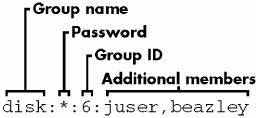 Group name
Password
Group ID
Additional members
disk:*:6:juser,beazley